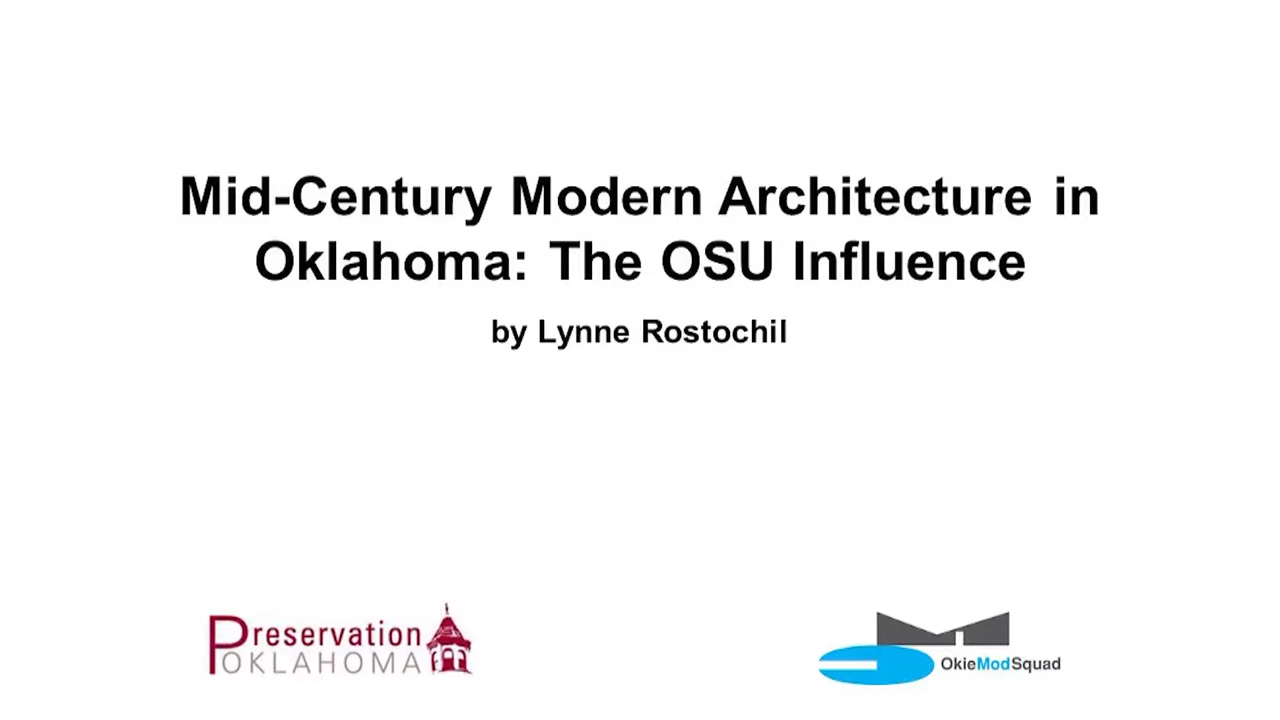 Mid-Century Modern Architecture in
Oklahoma: The OSU Influence
by Lynne Rostochil
Preservation
OKLAHOMA
OkieModSquad